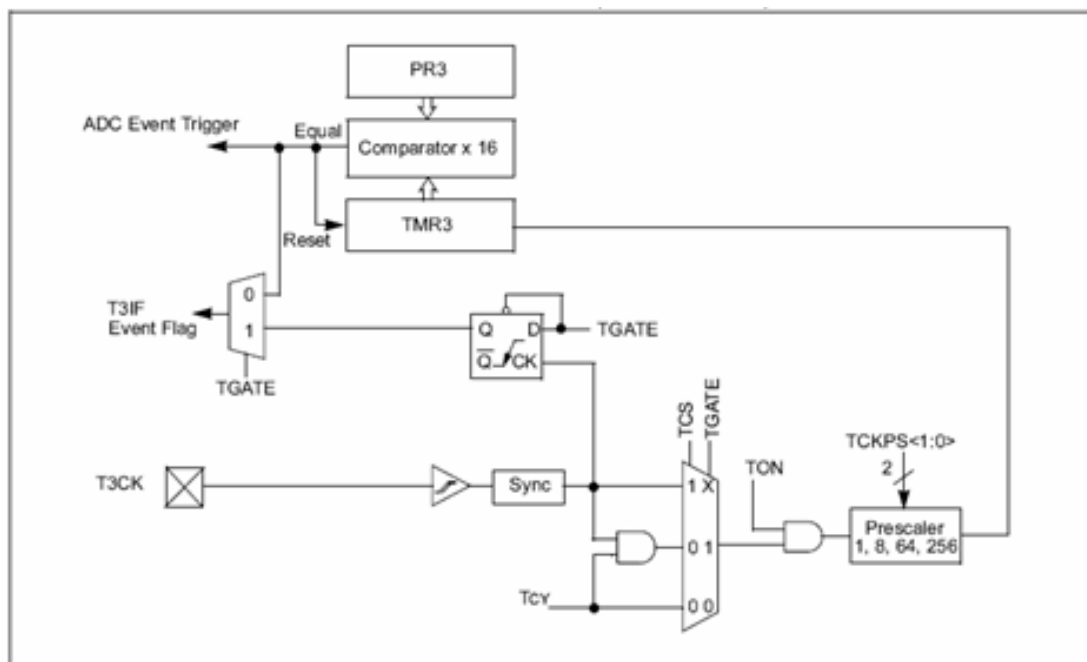 PR3
ADC Event Trigger
Equal
Comparator x 16
TMR3
Reset
0
T3IF
Event Flag
1
Q D
TGATE
Q CK
TGATE
TCS
TGATE
TCKPS<1:0>
2
TON
T3CK
Sync
1 X
Prescaler
1, 8, 64, 256
0 1
TCY
0 0